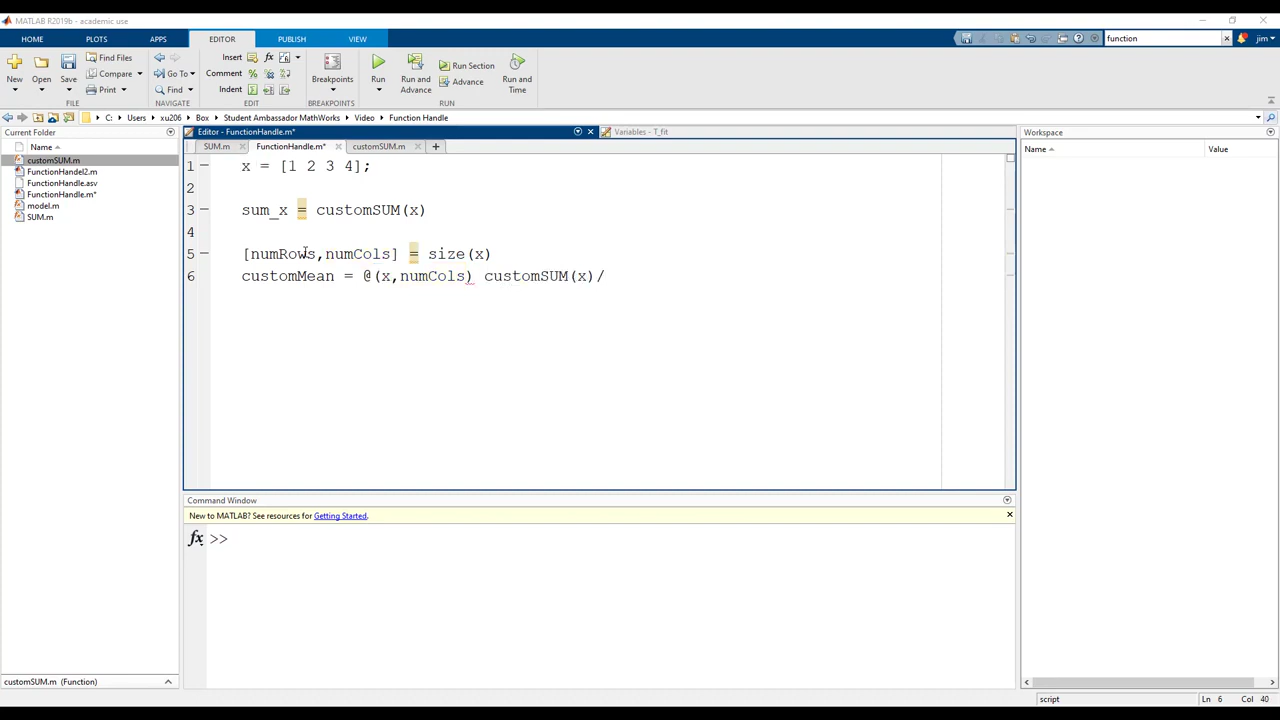 MATLAB R2019b - academic use
HOME PLOTS APPS EDITOR PUBLISH VIEW function jim
New Open Save Find Files Compare Print Go To Find Insert fx Comment Indent Breakpoints Run Run and Advance Run Section Advance Run and Time
FILE NAVIGATE EDIT BREAKPOINTS RUN
C: Users xu206 Box Student Ambassador MathWorks Video Function Handle
Current Folder
Name
customSUM.m
FunctionHandel2.m
FunctionHandle.asv
FunctionHandle.m*
model.m
SUM.m
customSUM.m (Function)
Editor - FunctionHandle.m* Variables - T_fit
SUM.m FunctionHandle.m* customSUM.m
1 x = [1 2 3 4];
2
3 sum_x = customSUM(x)
4
5 [numRows,numCols] = size(x)
6 customMean = @(x,numCols) customSUM(x)/
Command Window
New to MATLAB? See resources for Getting Started.
fx >>
Workspace
Name Value
script Ln 6 Col 40